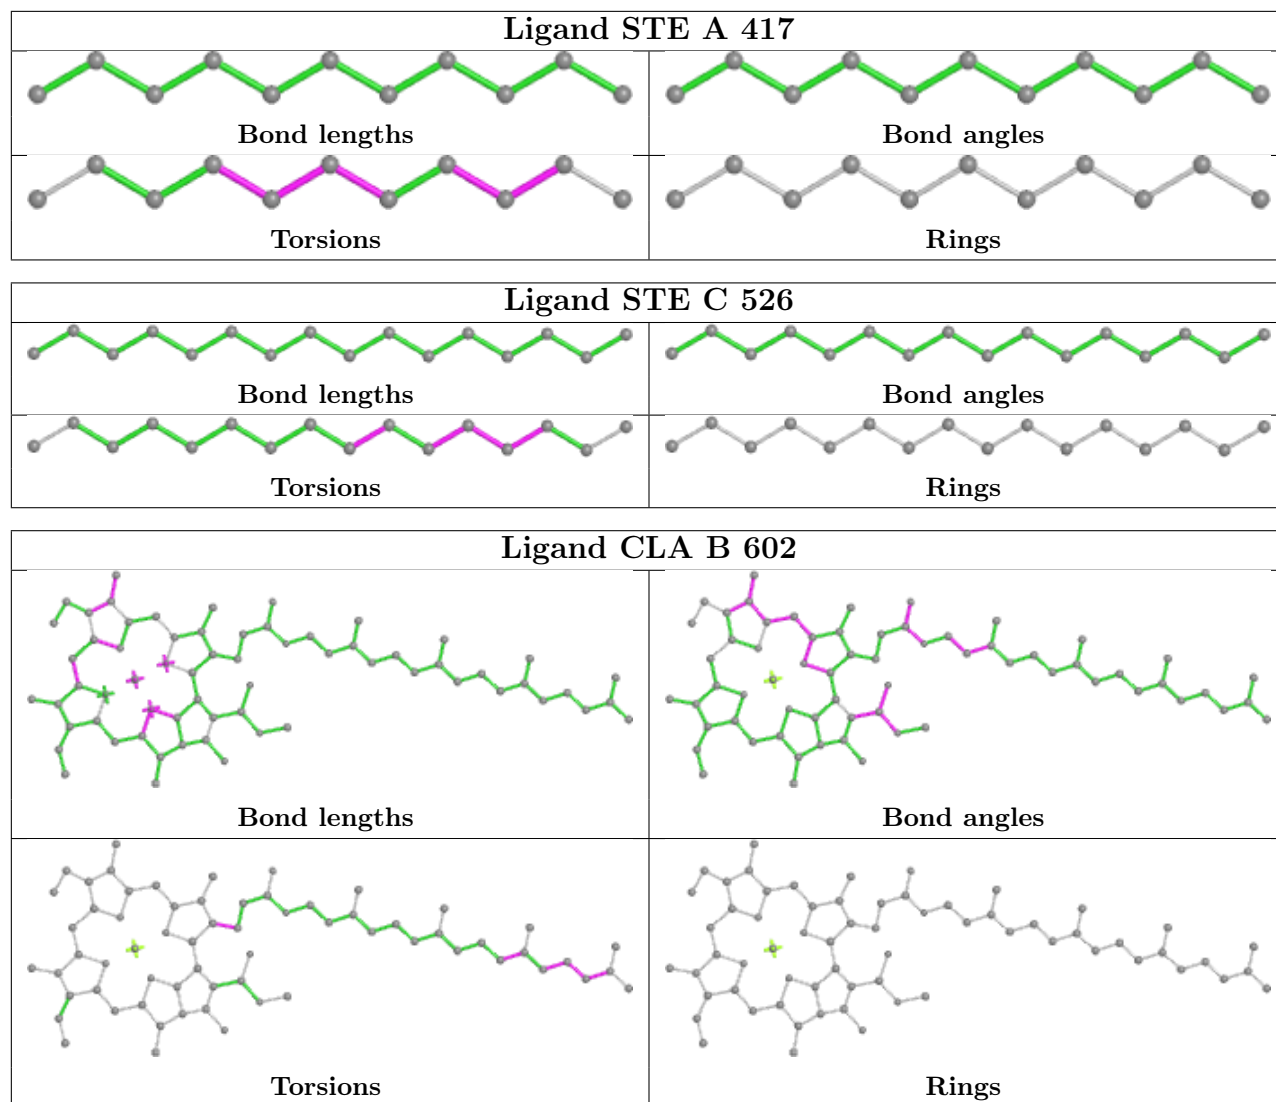 Ligand STE A 417
Bond lengths
Bond angles
Torsions
Rings
Ligand STE C 526
Bond lengths
Bond angles
Torsions
Rings
Ligand CLA B 602
Bond lengths
Bond angles
Torsions
Rings